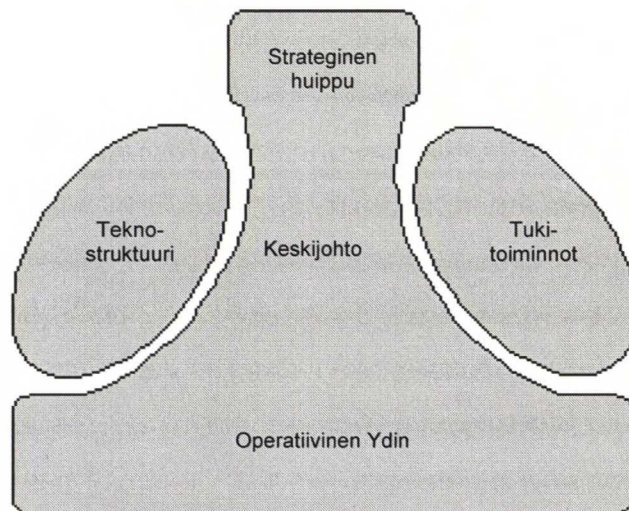 Strateginen
huippu
Tekno-
struktuuri
Keskijohto
Tuki-
toiminnot
Operatiivinen Ydin